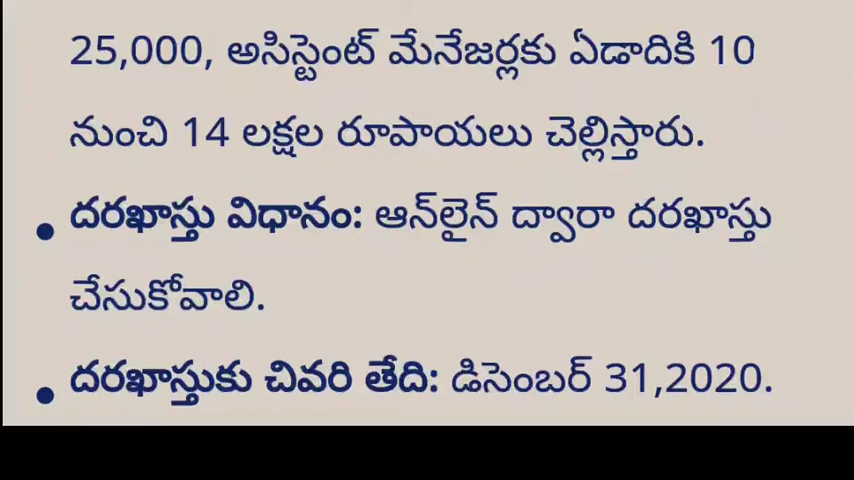 25,000, అసిస్టెంట్ మేనేజర్లకు ఏడాదికి 10
నుంచి 14 లక్షల రూపాయలు చెల్లిస్తారు.
• దరఖాస్తు విధానం: ఆన్‌లైన్ ద్వారా దరఖాస్తు
చేసుకోవాలి.
• దరఖాస్తుకు చివరి తేది: డిసెంబర్ 31,2020.